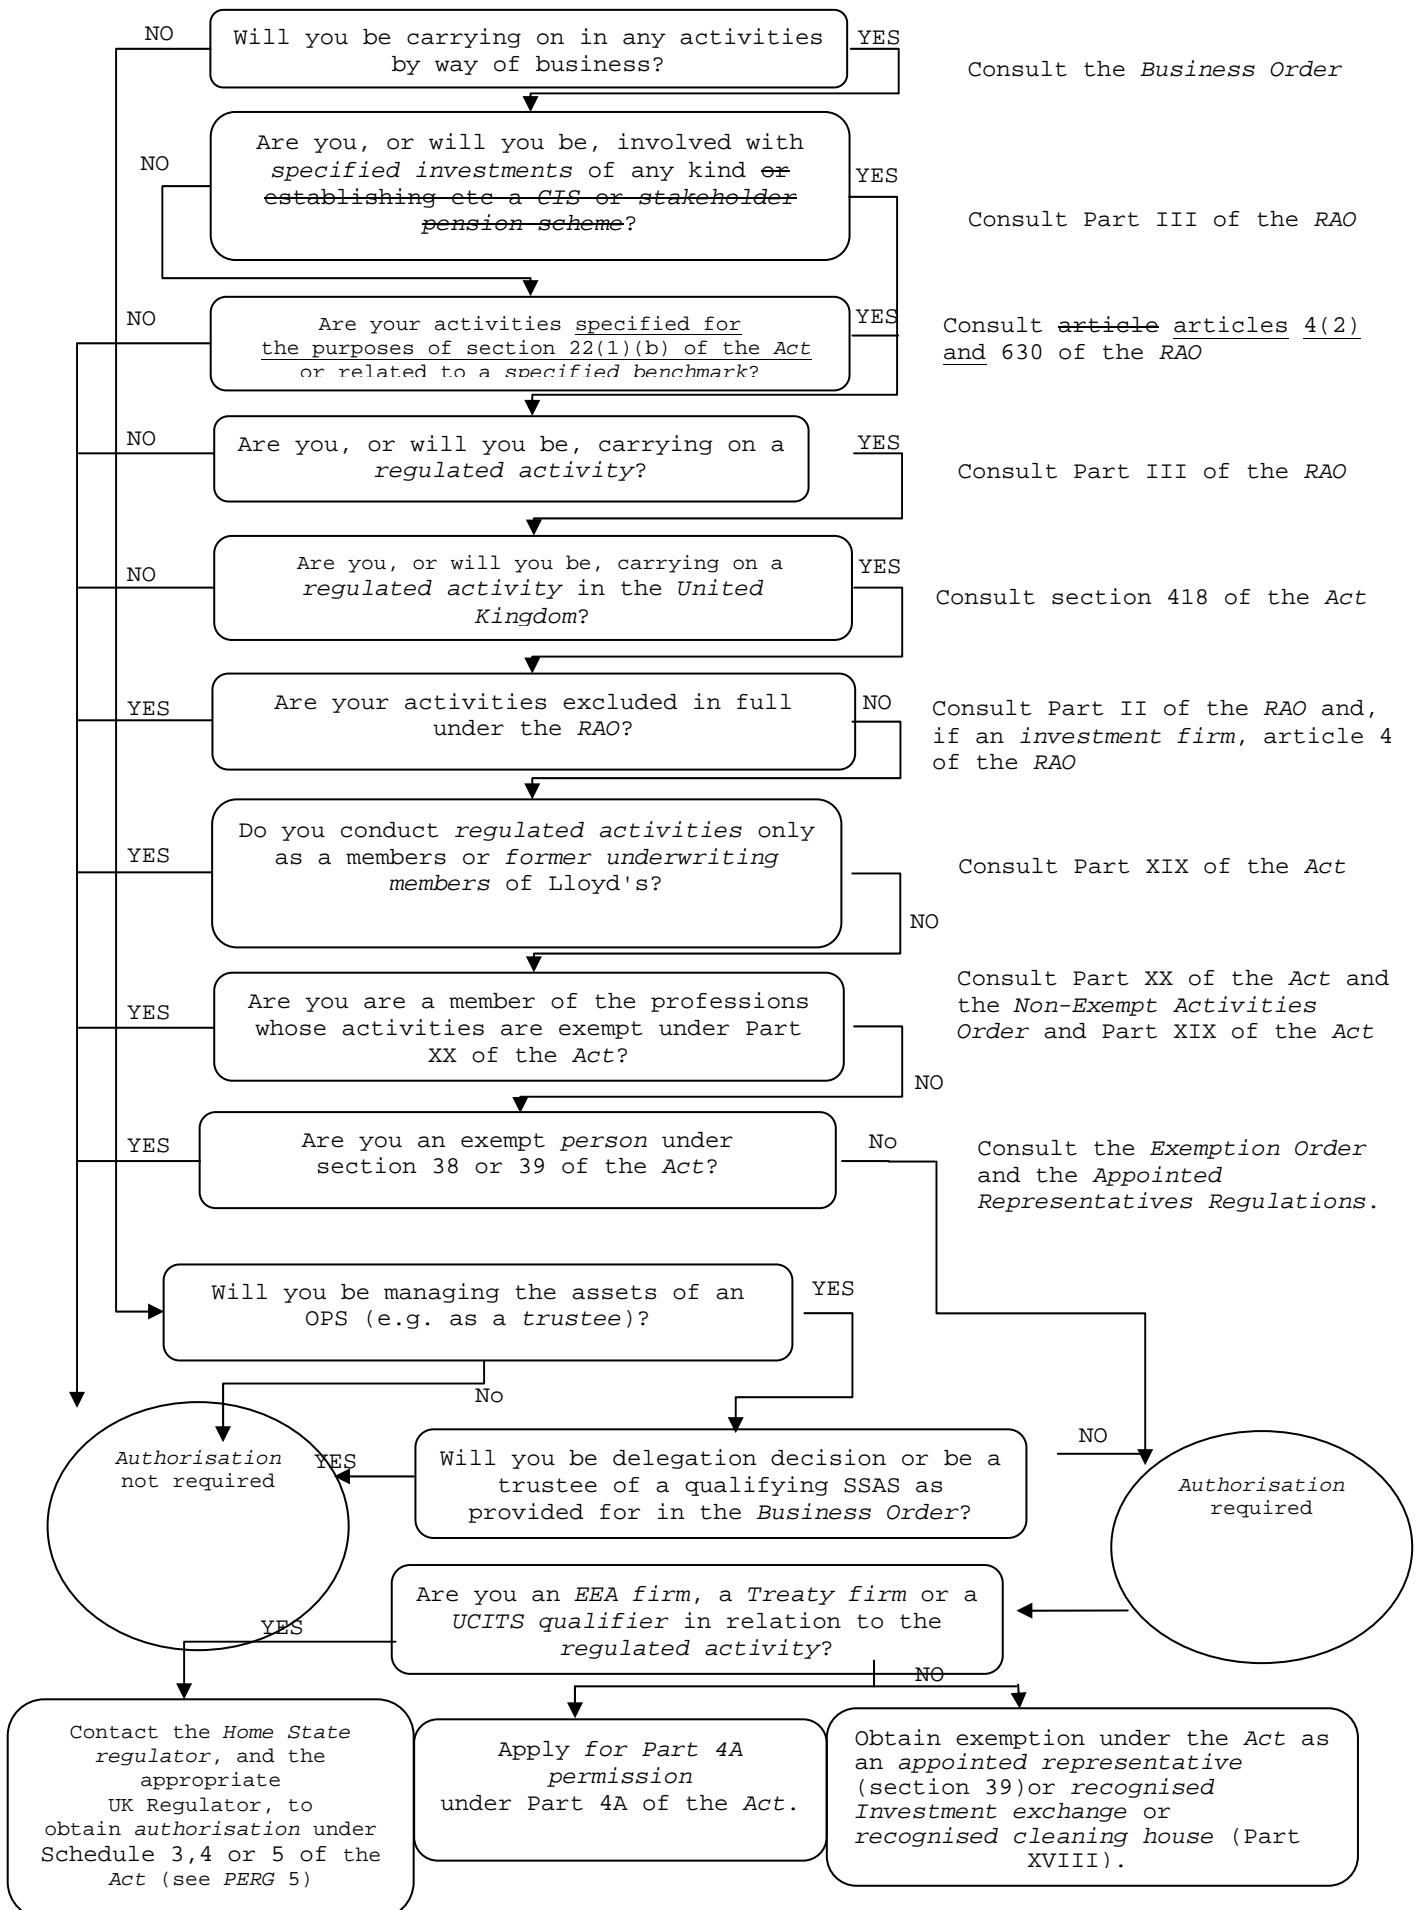 NO
Will you be carrying on in any activities
by way of business?
YES
Consult the Business Order
NO
Are you, or will you be, involved with
specified investments of any kind or
establishing etc a CIS or stakeholder
pension scheme?
YES
Consult Part III of the RAO
NO
Are your activities specified for
the purposes of section 22(1)(b) of the Act
or related to a specified benchmark?
YES
Consult article articles 4(2)
and 630 of the RAO
NO
Are you, or will you be, carrying on a
regulated activity?
YES
Consult Part III of the RAO
NO
Are you, or will you be, carrying on a
regulated activity in the United
Kingdom?
YES
Consult section 418 of the Act
YES
Are your activities excluded in full
under the RAO?
NO
Consult Part II of the RAO and,
if an investment firm, article 4
of the RAO
YES
Do you conduct regulated activities only
as a members or former underwriting
members of Lloyd's?
NO
Consult Part XIX of the Act
YES
Are you are a member of the professions
whose activities are exempt under Part
XX of the Act?
NO
Consult Part XX of the Act and
the Non-Exempt Activities
Order and Part XIX of the Act
YES
Are you an exempt person under
section 38 or 39 of the Act?
No
Consult the Exemption Order
and the Appointed
Representatives Regulations.
Will you be managing the assets of an
OPS (e.g. as a trustee)?
YES
No
Authorisation
not required
YES
Will you be delegation decision or be a
trustee of a qualifying SSAS as
provided for in the Business Order?
NO
Authorisation
required
Are you an EEA firm, a Treaty firm or a
UCITS qualifier in relation to the
regulated activity?
YES
NO
Contact the Home State
regulator, and the
appropriate
UK Regulator, to
obtain authorisation under
Schedule 3,4 or 5 of the
Act (see PERG 5)
Apply for Part 4A
permission
under Part 4A of the Act.
Obtain exemption under the Act as
an appointed representative
(section 39)or recognised
Investment exchange or
recognised cleaning house (Part
XVIII).